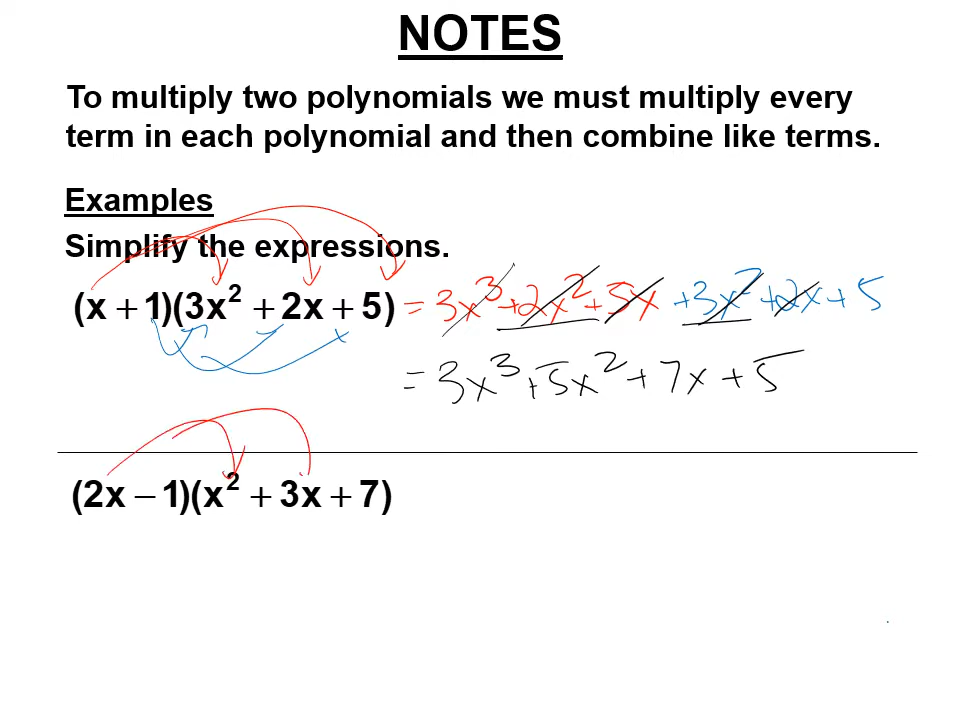 NOTES
To multiply two polynomials we must multiply every
term in each polynomial and then combine like terms.
Examples
Simplify the expressions.
(x + 1)(3x² + 2x + 5) = 3x³ + 2x² + 5x + 3x² + 2x + 5
= 3x³ + 5x² + 7x + 5
(2x − 1)(x² + 3x + 7)